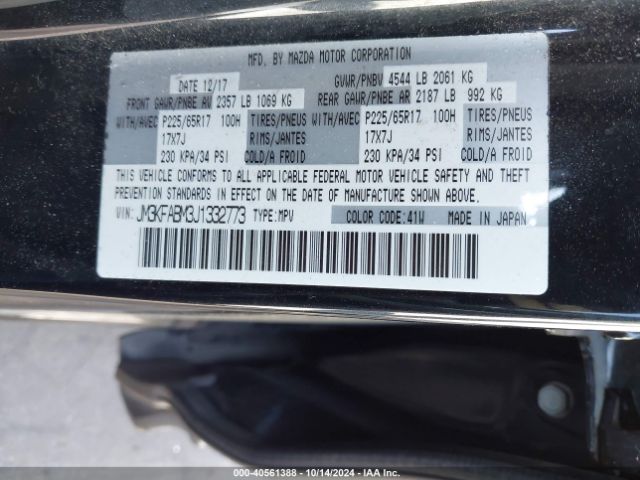 MFD. BY MAZDA MOTOR CORPORATION
DATE 12/17 GVWR/PNBV 4544 LB 2061 KG
FRONT GAWR/PNBE AV 2357 LB 1069 KG REAR GAWR/PNBE AR 2187 LB 992 KG
WITH/AVEC P225/65R17 100H TIRES/PNEUS WITH/AVEC P225/65R17 100H TIRES/PNEUS
17X7J RIMS/JANTES 17X7J RIMS/JANTES
230 KPA/34 PSI COLD/A FROID 230 KPA/34 PSI COLD/A FROID
THIS VEHICLE CONFORMS TO ALL APPLICABLE FEDERAL MOTOR VEHICLE SAFETY AND THEFT
PREVENTION STANDARDS IN EFFECT ON THE DATE OF MANUFACTURE SHOWN ABOVE.
VIN: JM3KFABM3J1332773 TYPE: MPV COLOR CODE: 41W MADE IN JAPAN
000-40561388 - 10/14/2024 - IAA Inc.